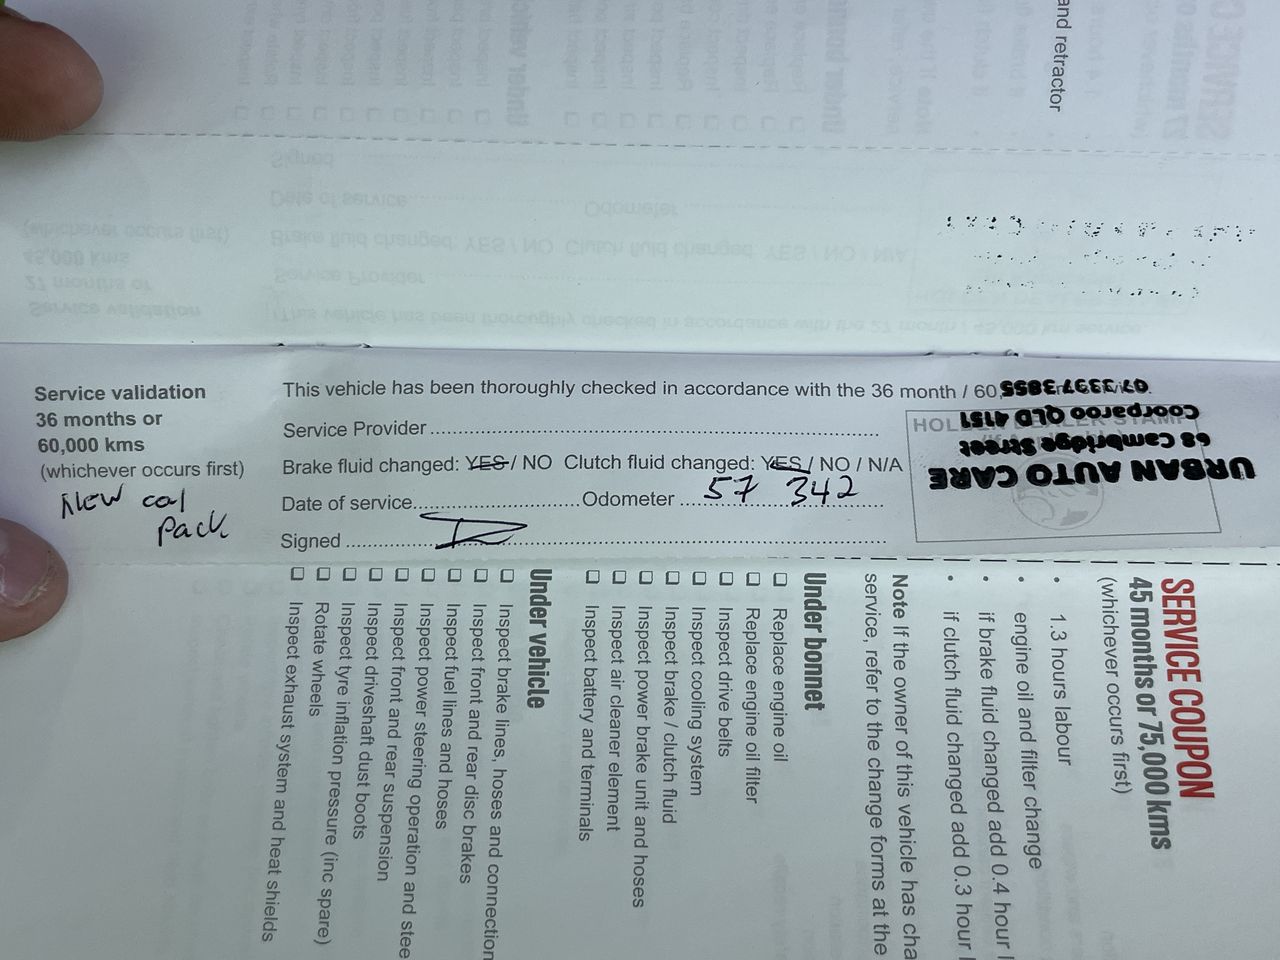 and retractor
Service validation
36 months or
60,000 kms
(whichever occurs first)
New cal
pack
This vehicle has been thoroughly checked in accordance with the 36 month / 60,
Service Provider
Brake fluid changed: YES / NO Clutch fluid changed: YES / NO / N/A
Date of service Odometer 57 342
Signed
URBAN AUTO CARE
68 Cambridge Street
Coorparoo QLD 4151
07 3397 3855
SERVICE COUPON
45 months or 75,000 kms
(whichever occurs first)
• 1.3 hours labour
• engine oil and filter change
• if brake fluid changed add 0.4 hour
• if clutch fluid changed add 0.3 hour
Note If the owner of this vehicle has cha
service, refer to the change forms at the
Under bonnet
Replace engine oil
Replace engine oil filter
Inspect drive belts
Inspect cooling system
Inspect brake / clutch fluid
Inspect power brake unit and hoses
Inspect air cleaner element
Inspect battery and terminals
Under vehicle
Inspect brake lines, hoses and connection
Inspect front and rear disc brakes
Inspect fuel lines and hoses
Inspect power steering operation and stee
Inspect front and rear suspension
Inspect driveshaft dust boots
Inspect tyre inflation pressure (inc spare)
Rotate wheels
Inspect exhaust system and heat shields